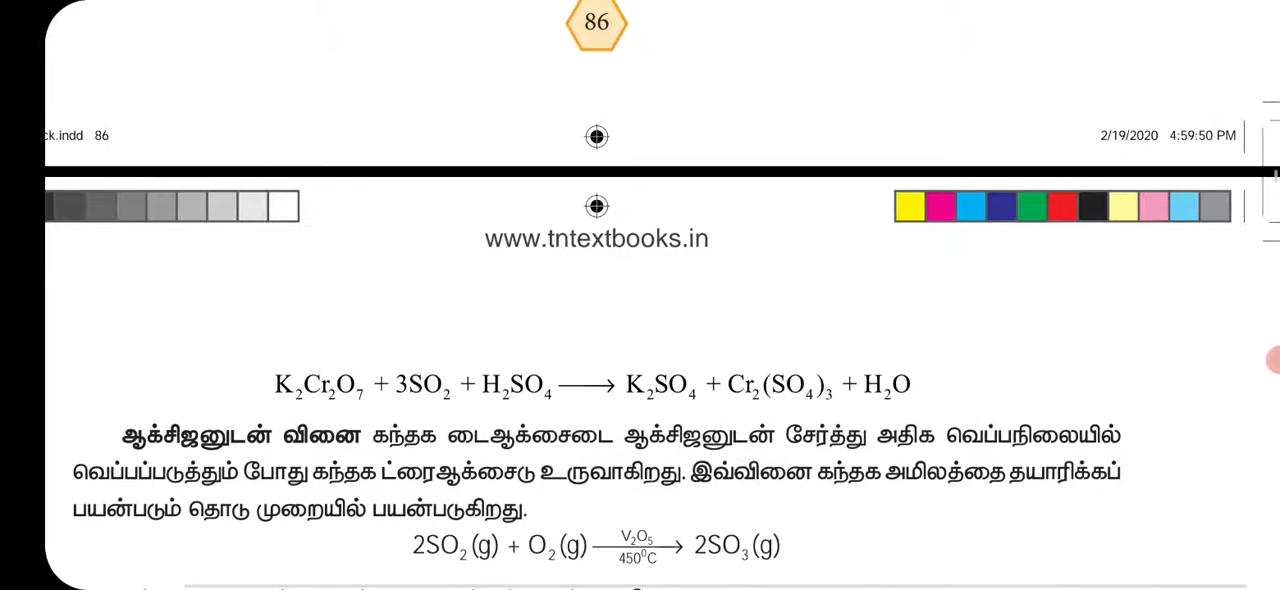 86
ck.indd 86
2/19/2020 4:59:50 PM
www.tntextbooks.in
K₂Cr₂O₇ + 3SO₂ + H₂SO₄ ⟶ K₂SO₄ + Cr₂(SO₄)₃ + H₂O
ஆக்சிஜனுடன் வினை கந்தக டைஆக்சைடை ஆக்சிஜனுடன் சேர்த்து அதிக வெப்பநிலையில்
வெப்பப்படுத்தும் போது கந்தக ட்ரைஆக்சைடு உருவாகிறது. இவ்வினை கந்தக அமிலத்தை தயாரிக்கப்
பயன்படும் தொடு முறையில் பயன்படுகிறது.
2SO₂(g) + O₂(g) —V₂O₅ 450⁰C→ 2SO₃(g)